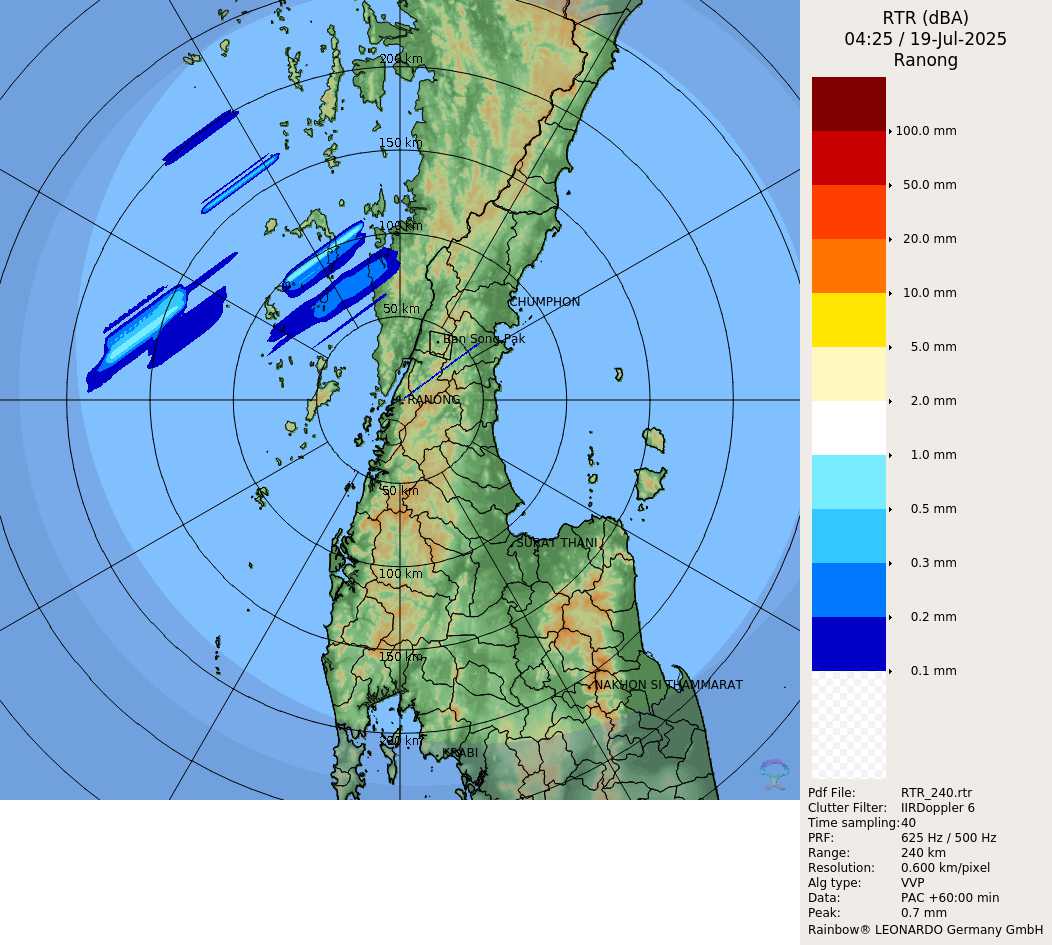 RTR (dBA)
04:25 / 19-Jul-2025
Ranong
100.0 mm
50.0 mm
20.0 mm
10.0 mm
5.0 mm
2.0 mm
1.0 mm
0.5 mm
0.3 mm
0.2 mm
0.1 mm
Pdf File: RTR_240.rtr
Clutter Filter: IIRDoppler 6
Time sampling:40
PRF: 625 Hz / 500 Hz
Range: 240 km
Resolution: 0.600 km/pixel
Alg type: VVP
Data: PAC +60:00 min
Peak: 0.7 mm
Rainbow® LEONARDO Germany GmbH
200 km
150 km
100 km
50 km
CHUMPHON
Ban Song Pak
RANONG
50 km
SURAT THANI
100 km
150 km
NAKHON SI THAMMARAT
200 km
KRABI